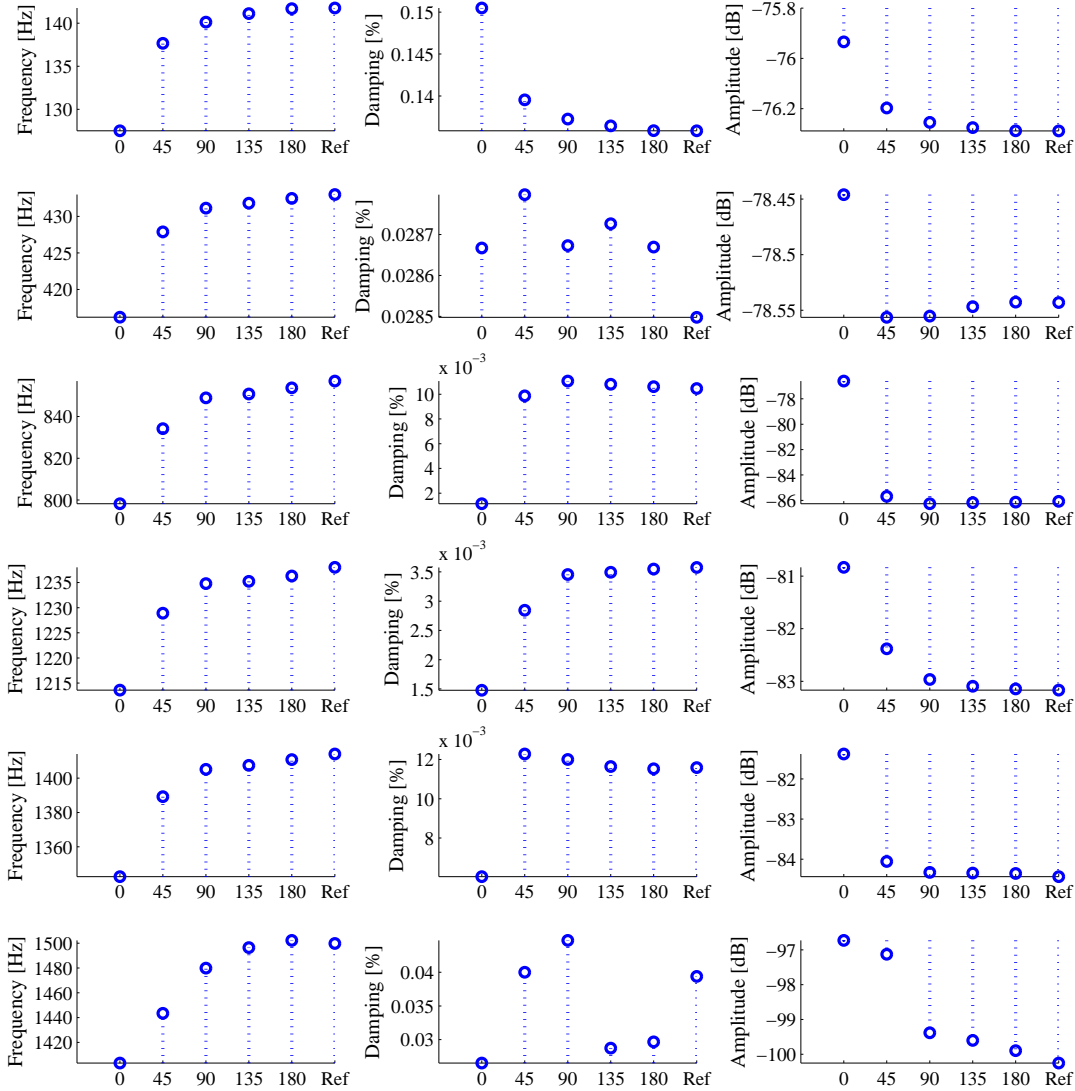 Frequency [Hz]
140
135
130
0 45 90 135 180 Ref
Damping [%]
0.15
0.14
0 45 90 135 180 Ref
Amplitude [dB]
−75.8
−76
−76.2
0 45 90 135 180 Ref
Frequency [Hz]
430
425
420
0 45 90 135 180 Ref
Damping [%]
0.0287
0.0286
0.0285
0 45 90 135 180 Ref
Amplitude [dB]
−78.45
−78.5
−78.55
0 45 90 135 180 Ref
Frequency [Hz]
840
820
800
0 45 90 135 180 Ref
x 10⁻³
Damping [%]
10
8
6
4
2
0 45 90 135 180 Ref
Amplitude [dB]
−78
−80
−82
−84
−86
0 45 90 135 180 Ref
Frequency [Hz]
1235
1230
1225
1220
1215
0 45 90 135 180 Ref
x 10⁻³
Damping [%]
3.5
3
2.5
2
1.5
0 45 90 135 180 Ref
Amplitude [dB]
−81
−82
−83
0 45 90 135 180 Ref
Frequency [Hz]
1400
1380
1360
0 45 90 135 180 Ref
x 10⁻³
Damping [%]
12
10
8
0 45 90 135 180 Ref
Amplitude [dB]
−82
−83
−84
0 45 90 135 180 Ref
Frequency [Hz]
1500
1480
1460
1440
1420
0 45 90 135 180 Ref
Damping [%]
0.04
0.03
0 45 90 135 180 Ref
Amplitude [dB]
−97
−98
−99
−100
0 45 90 135 180 Ref